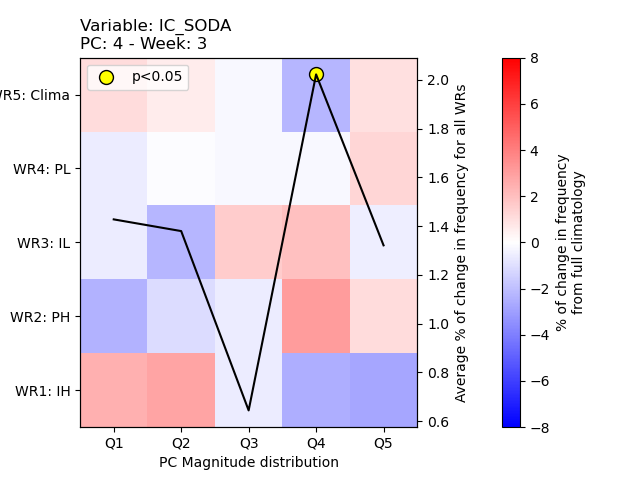 Variable: IC_SODA
PC: 4 - Week: 3
p<0.05
WR5: Clima
WR4: PL
WR3: IL
WR2: PH
WR1: IH
Q1 Q2 Q3 Q4 Q5
PC Magnitude distribution
2.0
1.8
1.6
1.4
1.2
1.0
0.8
0.6
Average % of change in frequency for all WRs
8
6
4
2
0
−2
−4
−6
−8
% of change in frequency
from full climatology